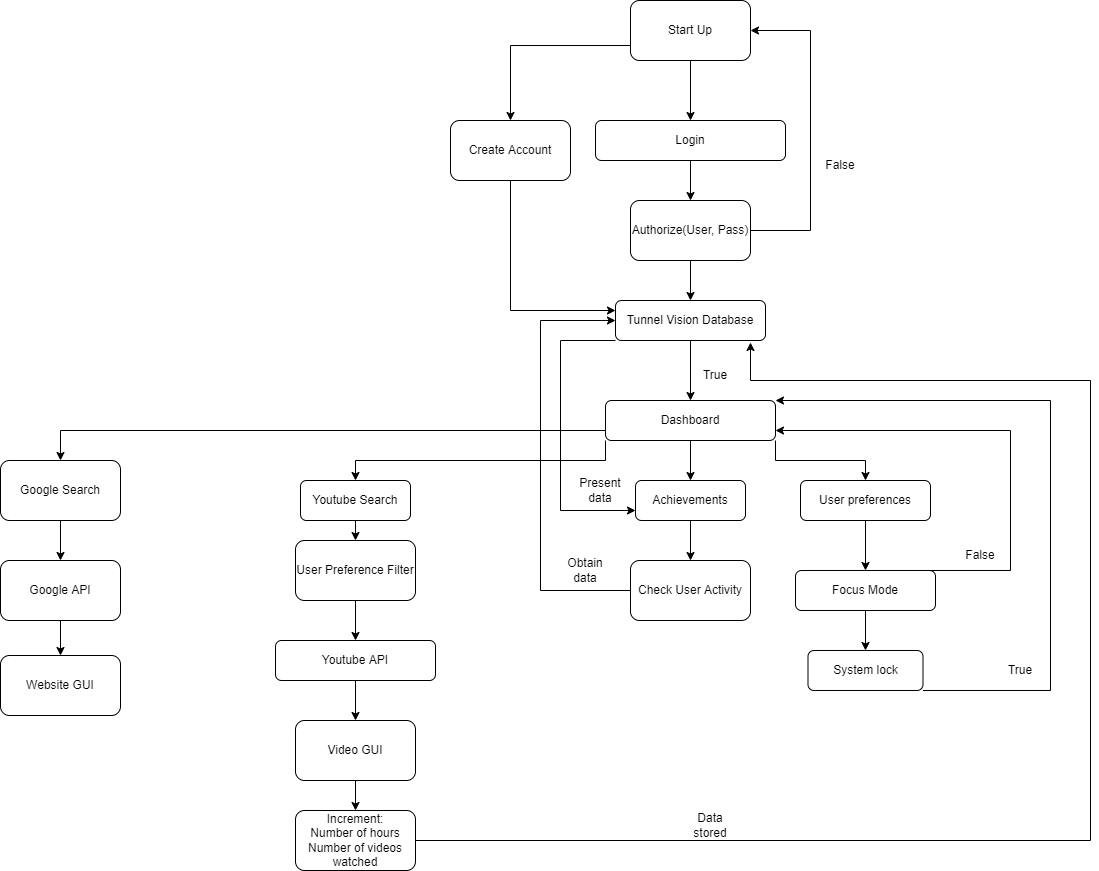 Start Up
Create Account
Login
False
Authorize(User, Pass)
Tunnel Vision Database
True
Dashboard
Google Search
Youtube Search
Present
data
Achievements
User preferences
User Preference Filter
Obtain
data
False
Google API
Check User Activity
Focus Mode
Youtube API
System lock
True
Website GUI
Video GUI
Increment:
Number of hours
Number of videos
watched
Data
stored